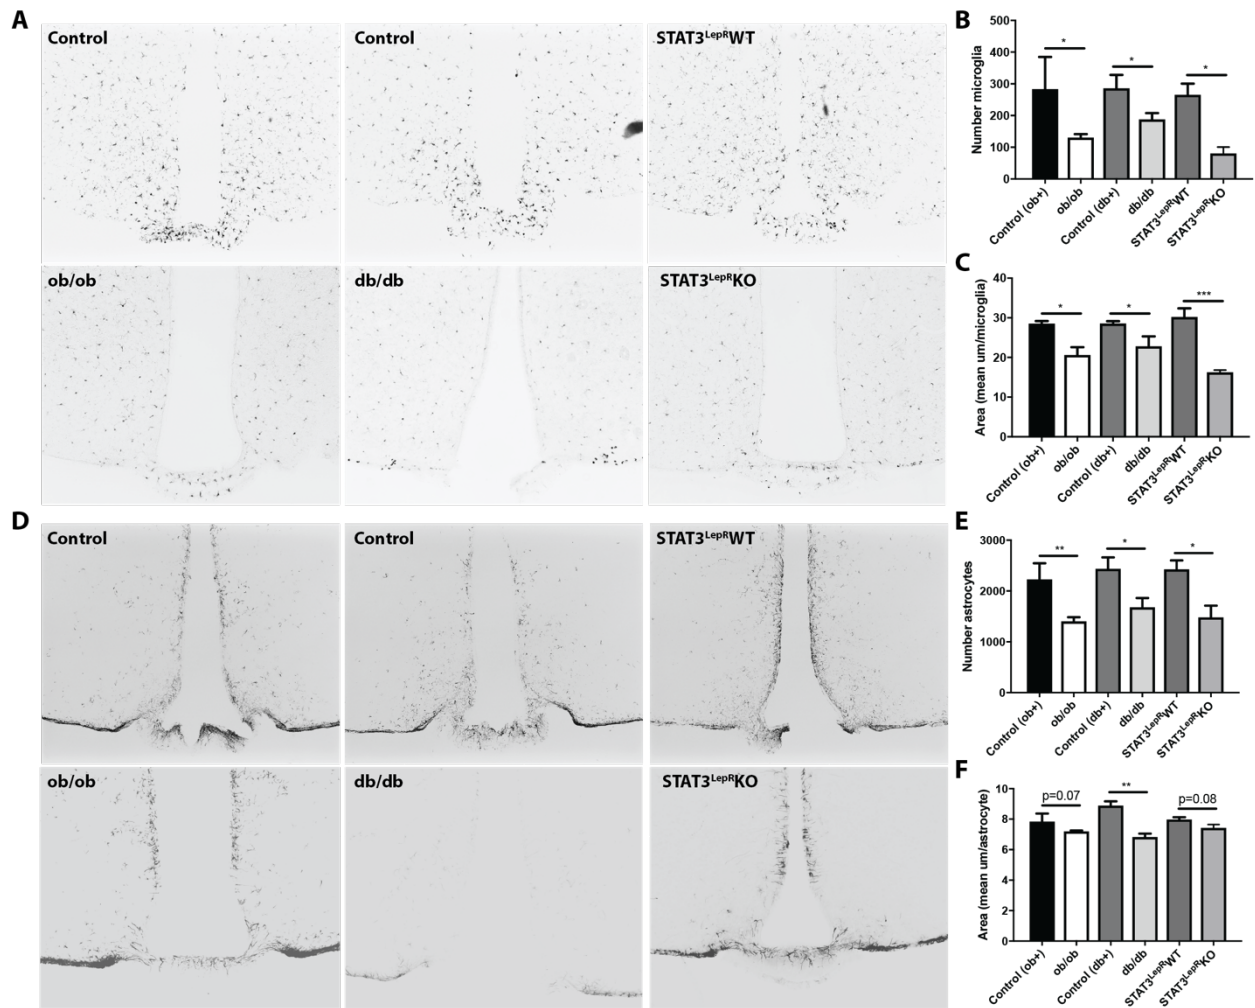 A
Control
Control
STAT3LepRWT
ob/ob
db/db
STAT3LepRKO
B
Number microglia
500
400
300
200
100
0
*
*
*
Control (ob+)
ob/ob
Control (db+)
db/db
STAT3LepRWT
STAT3LepRKO
C
Area (mean um/microglia)
40
30
20
10
0
*
*
***
Control (ob+)
ob/ob
Control (db+)
db/db
STAT3LepRWT
STAT3LepRKO
D
Control
Control
STAT3LepRWT
ob/ob
db/db
STAT3LepRKO
E
Number astrocytes
3000
2000
1000
0
**
*
*
Control (ob+)
ob/ob
Control (db+)
db/db
STAT3LepRWT
STAT3LepRKO
F
Area (mean um/astrocyte)
10
8
6
4
2
0
p=0.07
**
p=0.08
Control (ob+)
ob/ob
Control (db+)
db/db
STAT3LepRWT
STAT3LepRKO